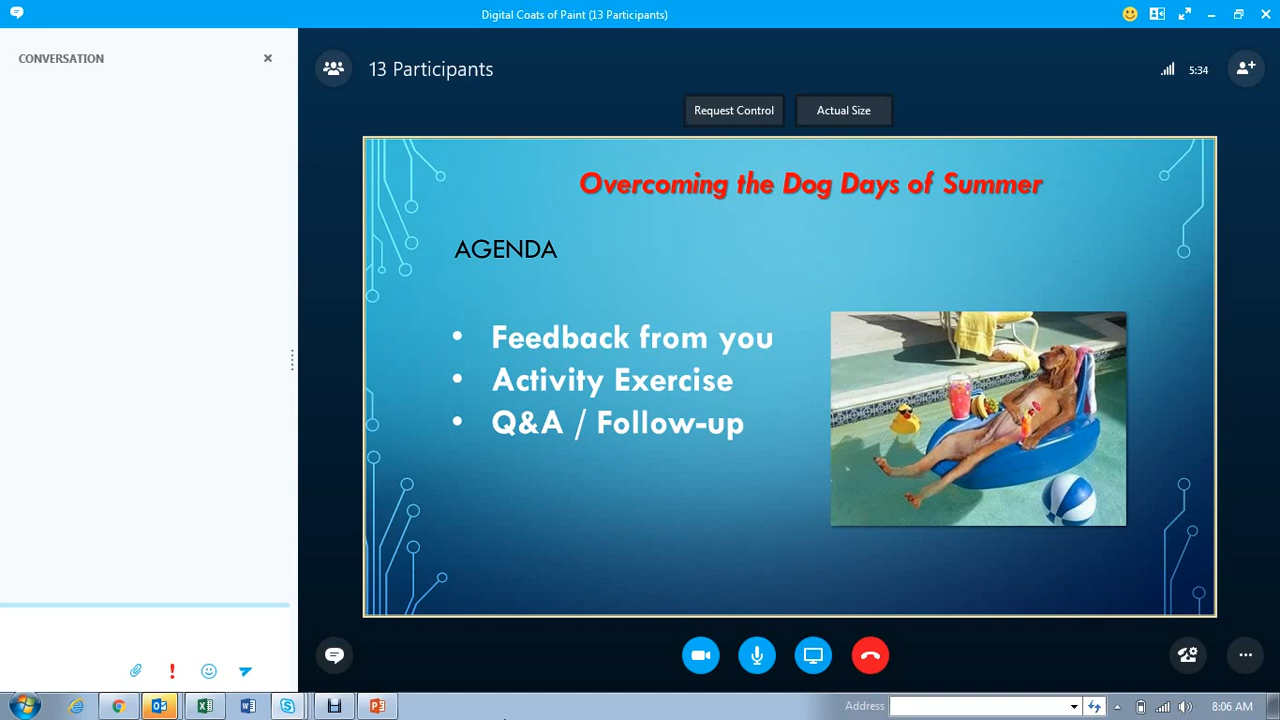 Digital Coats of Paint (13 Participants)
CONVERSATION
13 Participants
5:34
Request Control
Actual Size
Overcoming the Dog Days of Summer
AGENDA
• Feedback from you
• Activity Exercise
• Q&A / Follow-up
Address
8:06 AM